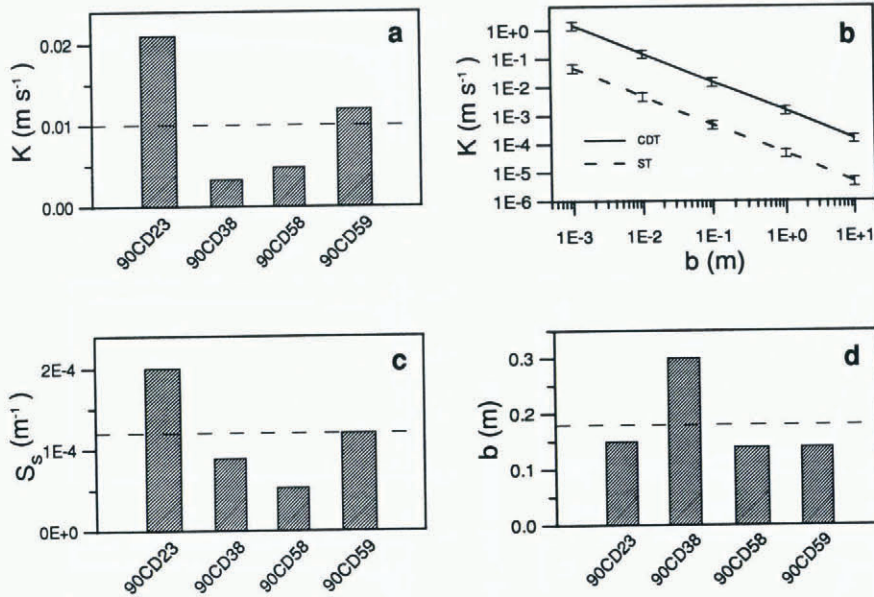 a
K (m s⁻¹)
0.02
0.01
0.00
90CD23
90CD38
90CD58
90CD59
b
K (m s⁻¹)
1E+0
1E-1
1E-2
1E-3
1E-4
1E-5
1E-6
CDT
ST
1E-3
1E-2
1E-1
1E+0
1E+1
b (m)
c
Sₛ (m⁻¹)
2E-4
1E-4
0E+0
90CD23
90CD38
90CD58
90CD59
d
b (m)
0.3
0.2
0.1
0.0
90CD23
90CD38
90CD58
90CD59